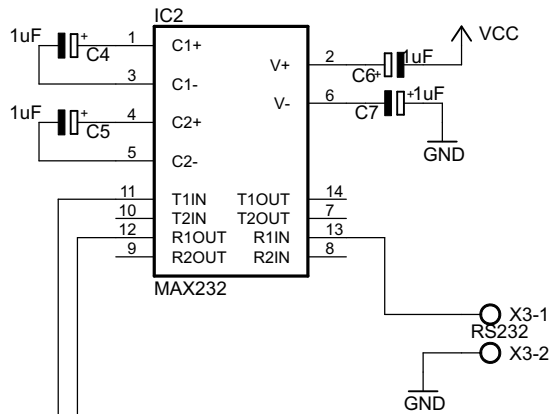 IC2
1uF
+
C4
1
C1+
3
C1-
1uF
+
C5
4
C2+
5
C2-
V+
2
C6
+
1uF
VCC
V-
6
C7
+
1uF
GND
11
T1IN
T1OUT
14
10
T2IN
T2OUT
7
12
R1OUT
R1IN
13
9
R2OUT
R2IN
8
MAX232
X3-1
RS232
X3-2
GND